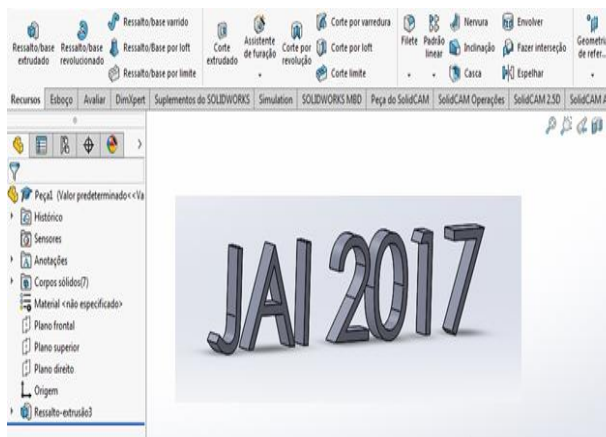 Ressalto/base extrudado
Ressalto/base revolucionado
Ressalto/base varrido
Ressalto/base por loft
Ressalto/base por limite
Corte extrudado
Assistente de furação
Corte por revolução
Corte por varredura
Corte por loft
Corte limite
Filete
Padrão linear
Nervura
Inclinação
Casca
Envolver
Fazer interseção
Espelhar
Geometri
de refer...
Recursos Esboço Avaliar DimXpert Suplementos do SOLIDWORKS Simulation SOLIDWORKS MBD Peça do SolidCAM SolidCAM Operações SolidCAM 2.5D SolidCAM A
Peça1 (Valor predeterminado<<Va
Histórico
Sensores
Anotações
Corpos sólidos(7)
Material <não especificado>
Plano frontal
Plano superior
Plano direito
Origem
Ressalto-extrusão3
JAI 2017